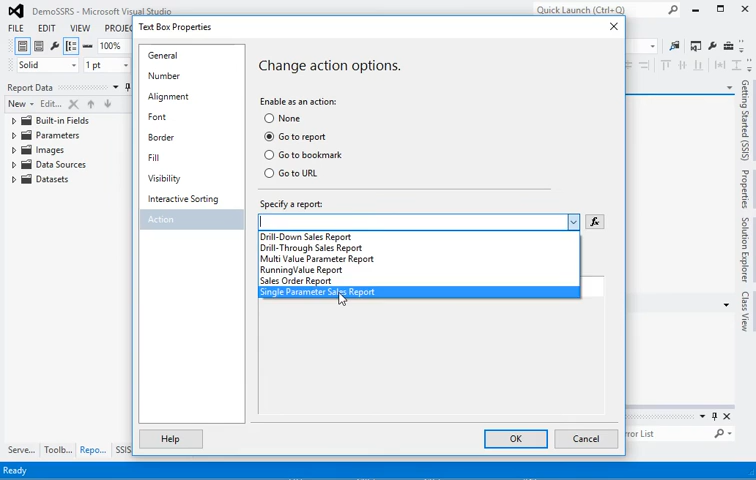 DemoSSRS - Microsoft Visual Studio
Quick Launch (Ctrl+Q)
FILE EDIT VIEW PROJEC
100%
Solid 1 pt
Report Data
New Edit...
Built-in Fields
Parameters
Images
Data Sources
Datasets
Text Box Properties
General
Number
Alignment
Font
Border
Fill
Visibility
Interactive Sorting
Action
Change action options.
Enable as an action:
None
Go to report
Go to bookmark
Go to URL
Specify a report:
fx
Drill-Down Sales Report
Drill-Through Sales Report
Multi Value Parameter Report
RunningValue Report
Sales Order Report
Single Parameter Sales Report
Help
OK
Cancel
Getting Started (SSIS)
Properties
Solution Explorer
Class View
Serve... Toolb... Repo... SSIS
rror List
Ready